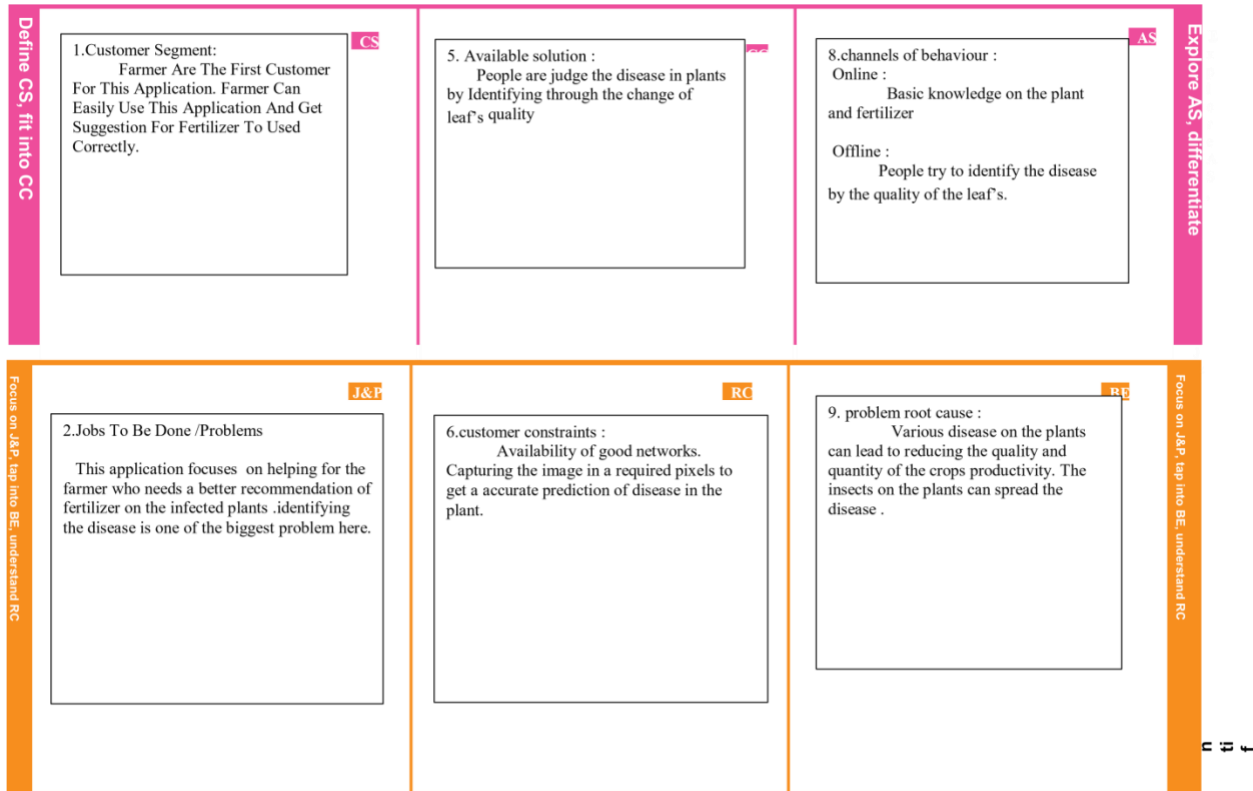 Define CS, fit into CC
CS
1.Customer Segment:
Farmer Are The First Customer
For This Application. Farmer Can
Easily Use This Application And Get
Suggestion For Fertilizer To Used
Correctly.
5. Available solution :
People are judge the disease in plants
by Identifying through the change of
leaf's quality
AS
8.channels of behaviour :
Online :
Basic knowledge on the plant
and fertilizer
Offline :
People try to identify the disease
by the quality of the leaf's.
Explore AS, differentiate
Focus on J&P, tap into BE, understand RC
J&P
2.Jobs To Be Done /Problems
This application focuses on helping for the
farmer who needs a better recommendation of
fertilizer on the infected plants .identifying
the disease is one of the biggest problem here.
RC
6.customer constraints :
Availability of good networks.
Capturing the image in a required pixels to
get a accurate prediction of disease in the
plant.
BE
9. problem root cause :
Various disease on the plants
can lead to reducing the quality and
quantity of the crops productivity. The
insects on the plants can spread the
disease .
Focus on J&P, tap into BE, understand RC